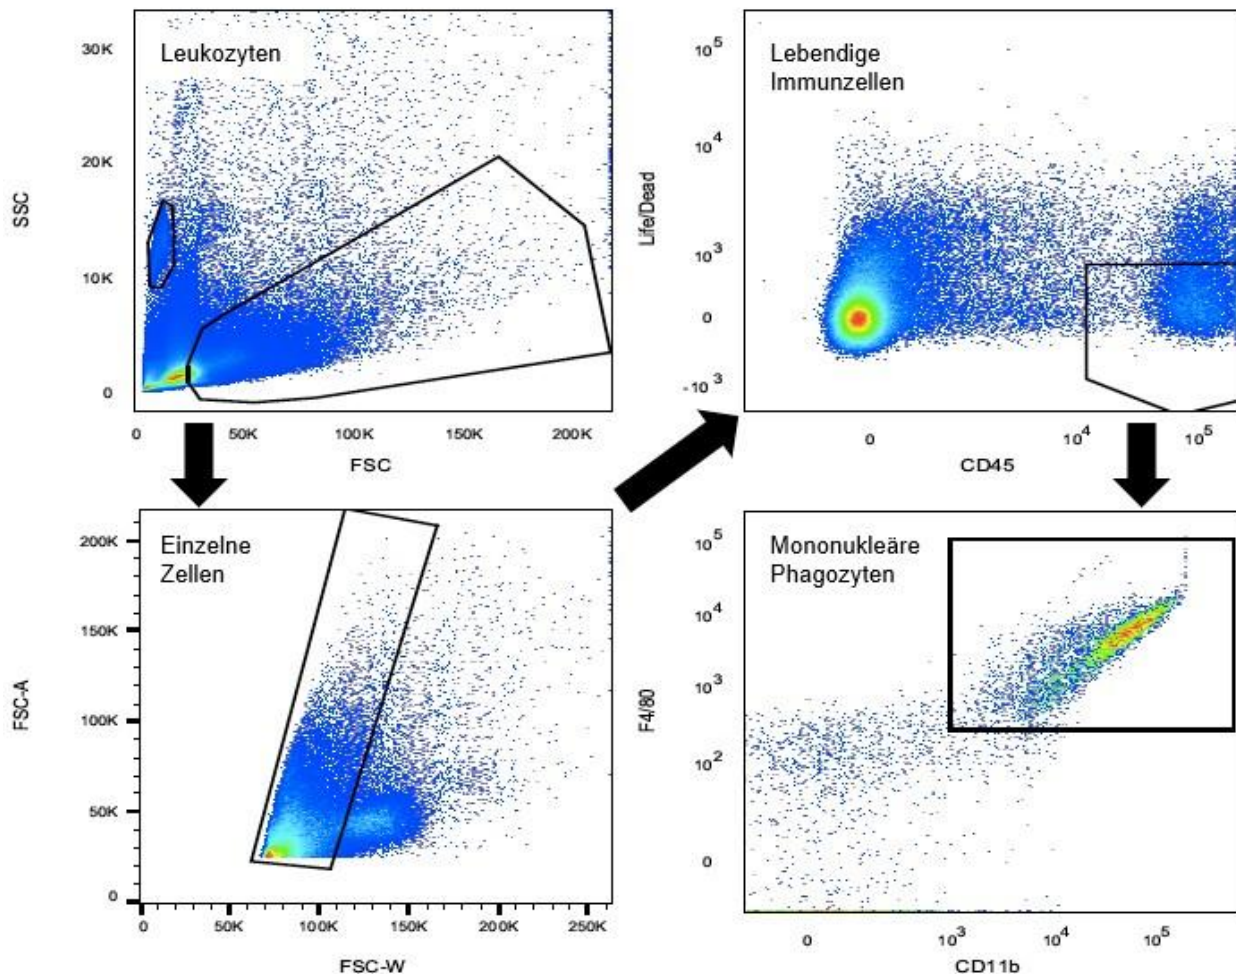 Leukozyten
30K
20K
10K
0
SSC
0
50K
100K
150K
200K
FSC
Lebendige
Immunzellen
10^5
10^4
10^3
0
-10^3
Life/Dead
0
10^4
10^5
CD45
Einzelne
Zellen
200K
150K
100K
50K
0
FSC-A
0
50K
100K
150K
200K
250K
FSC-W
Mononukleäre
Phagozyten
10^5
10^4
10^3
10^2
0
F4/80
0
10^3
10^4
10^5
CD11b